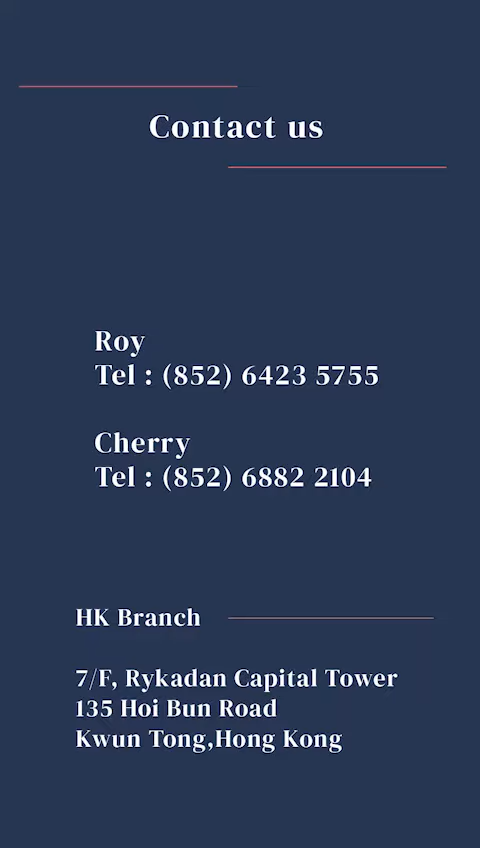 Contact us
Roy
Tel : (852) 6423 5755
Cherry
Tel : (852) 6882 2104
HK Branch
7/F, Rykadan Capital Tower
135 Hoi Bun Road
Kwun Tong,Hong Kong